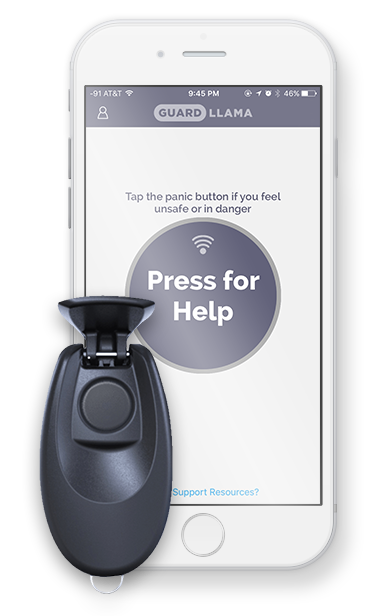 -91 AT&T 9:45 PM 46%
GUARD LLAMA
Tap the panic button if you feel
unsafe or in danger
Press for
Help
Support Resources?